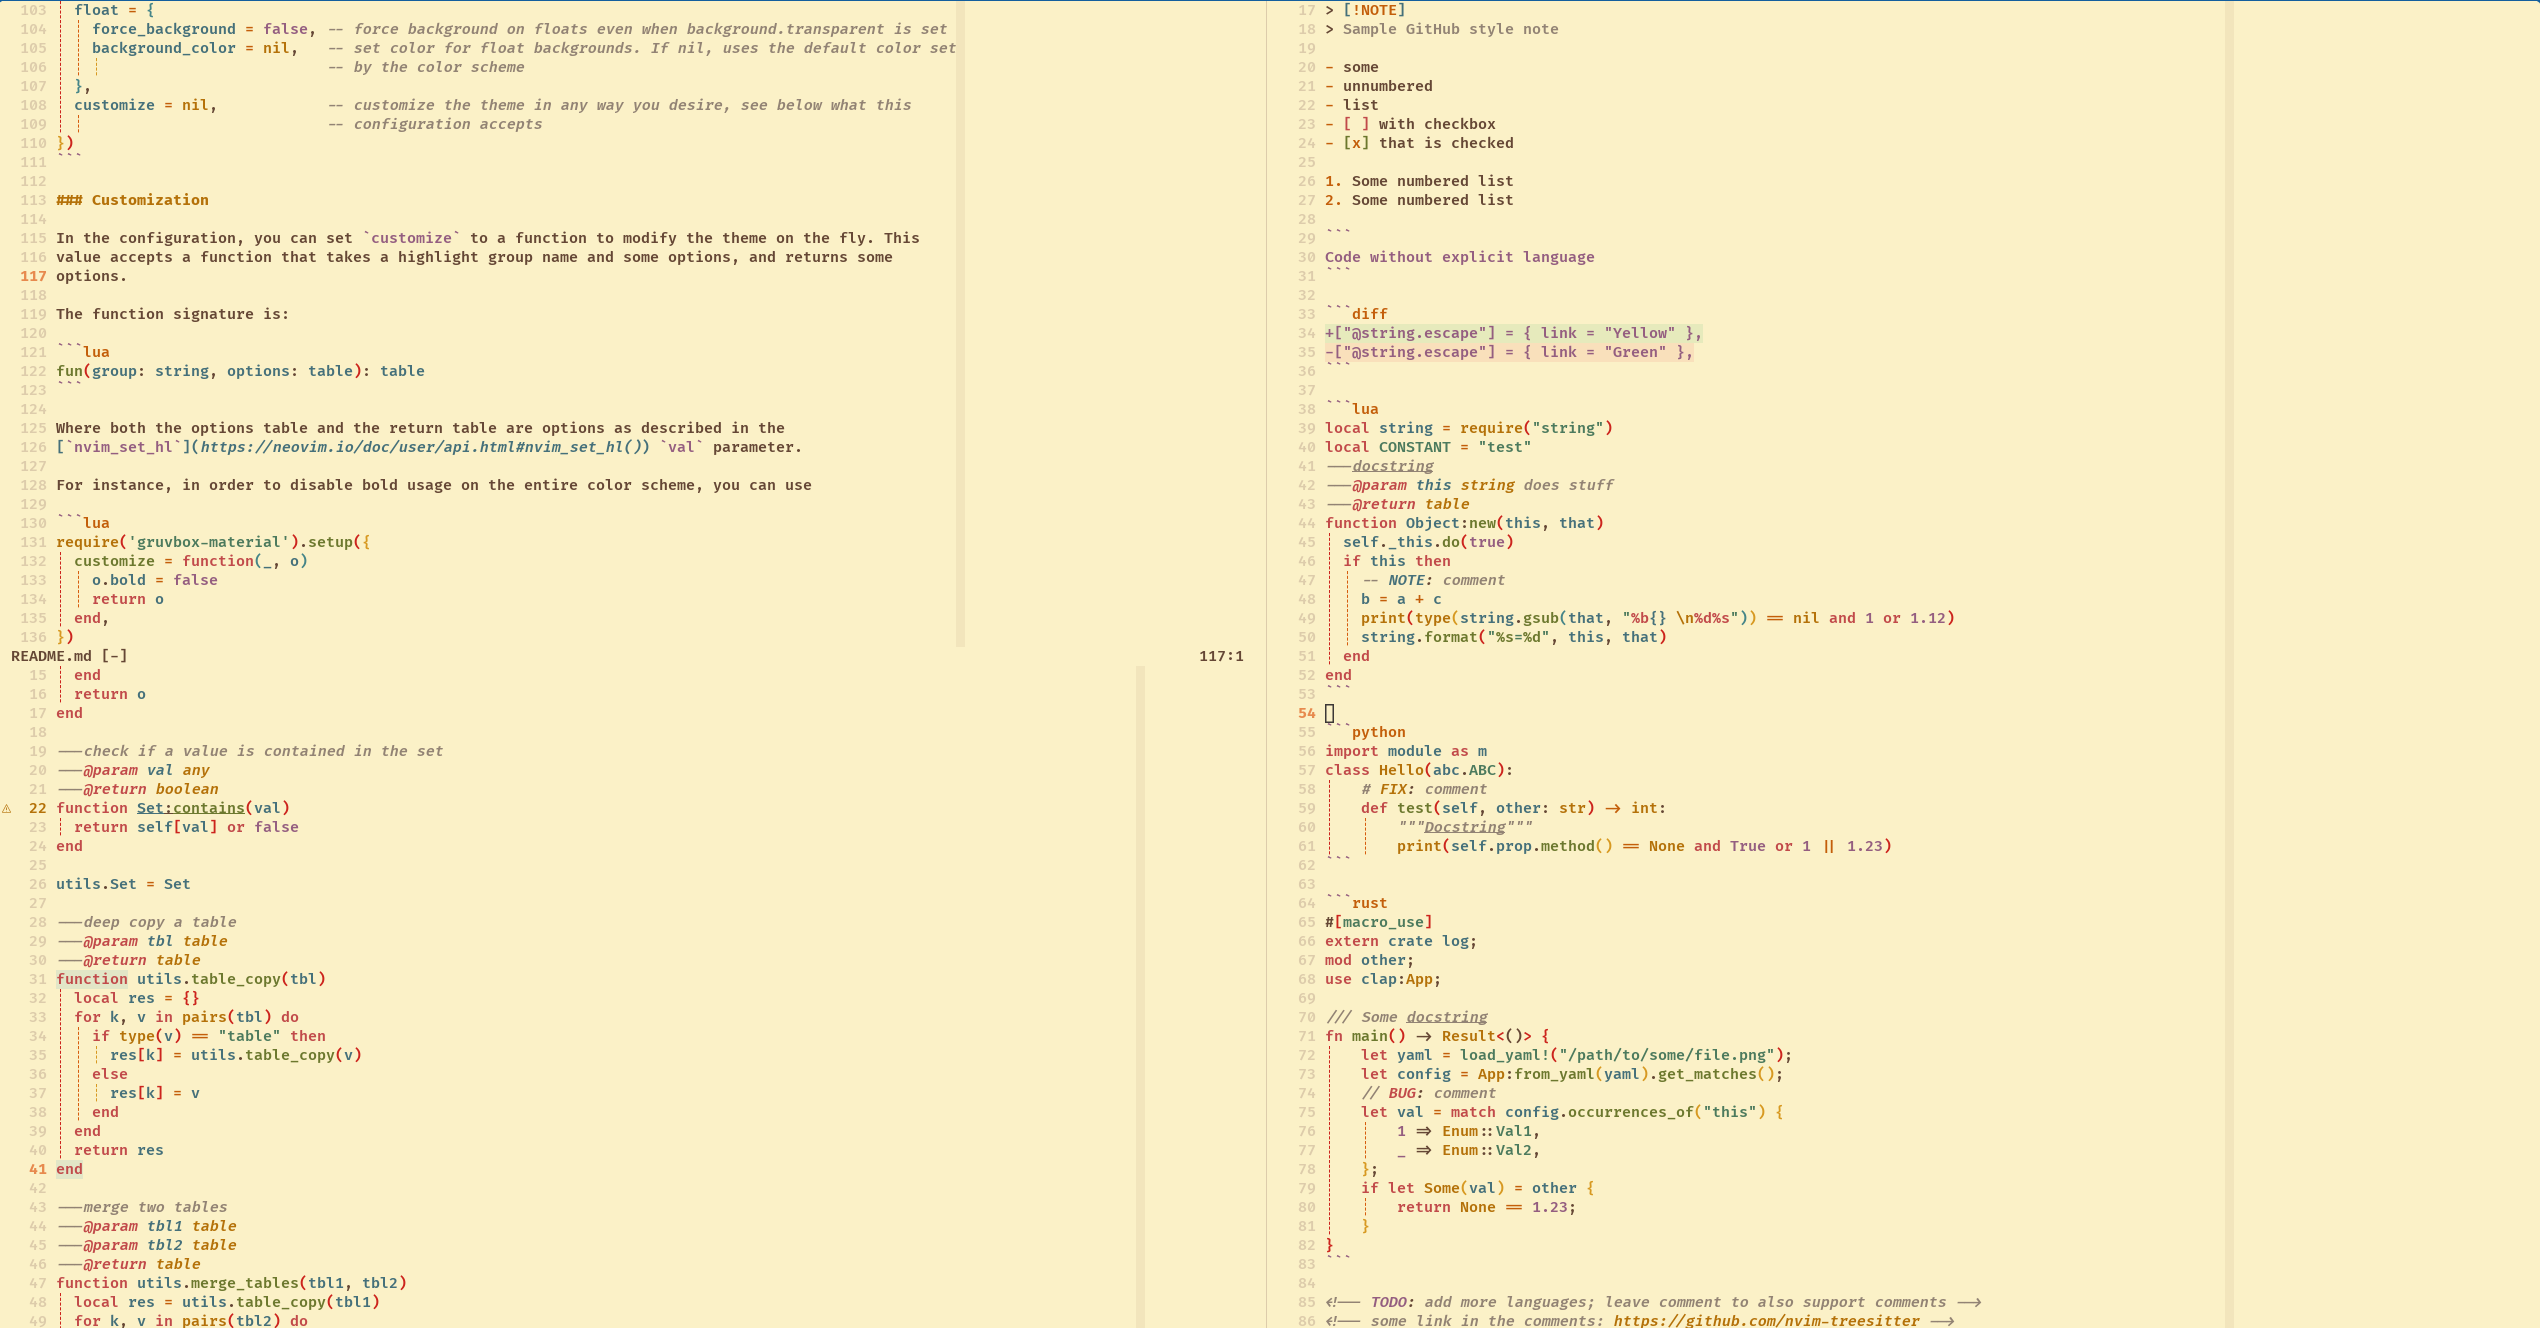 103   float = {
104     force_background = false, -- force background on floats even when background.transparent is set
105     background_color = nil,   -- set color for float backgrounds. If nil, uses the default color set
106                               -- by the color scheme
107   },
108   customize = nil,            -- customize the theme in any way you desire, see below what this
109                               -- configuration accepts
110 })
111 ```
112
113 ### Customization
114
115 In the configuration, you can set `customize` to a function to modify the theme on the fly. This
116 value accepts a function that takes a highlight group name and some options, and returns some
117 options.
118
119 The function signature is:
120
121 ```lua
122 fun(group: string, options: table): table
123 ```
124
125 Where both the options table and the return table are options as described in the
126 [`nvim_set_hl`](https://neovim.io/doc/user/api.html#nvim_set_hl()) `val` parameter.
127
128 For instance, in order to disable bold usage on the entire color scheme, you can use
129
130 ```lua
131 require('gruvbox-material').setup({
132   customize = function(_, o)
133     o.bold = false
134     return o
135   end,
136 })
README.md [-] 117:1
15   end
16   return o
17 end
18
19 ---check if a value is contained in the set
20 ---@param val any
21 ---@return boolean
⚠ 22 function Set:contains(val)
23   return self[val] or false
24 end
25
26 utils.Set = Set
27
28 ---deep copy a table
29 ---@param tbl table
30 ---@return table
31 function utils.table_copy(tbl)
32   local res = {}
33   for k, v in pairs(tbl) do
34     if type(v) == "table" then
35       res[k] = utils.table_copy(v)
36     else
37       res[k] = v
38     end
39   end
40   return res
41 end
42
43 ---merge two tables
44 ---@param tbl1 table
45 ---@param tbl2 table
46 ---@return table
47 function utils.merge_tables(tbl1, tbl2)
48   local res = utils.table_copy(tbl1)
49   for k, v in pairs(tbl2) do
17 > [!NOTE]
18 > Sample GitHub style note
19
20 - some
21 - unnumbered
22 - list
23 - [ ] with checkbox
24 - [x] that is checked
25
26 1. Some numbered list
27 2. Some numbered list
28
29 ```
30 Code without explicit language
31 ```
32
33 ```diff
34 +["@string.escape"] = { link = "Yellow" },
35 -["@string.escape"] = { link = "Green" },
36 ```
37
38 ```lua
39 local string = require("string")
40 local CONSTANT = "test"
41 ---docstring
42 ---@param this string does stuff
43 ---@return table
44 function Object:new(this, that)
45   self._this.do(true)
46   if this then
47     -- NOTE: comment
48     b = a + c
49     print(type(string.gsub(that, "%b{} \n%d%s")) == nil and 1 or 1.12)
50     string.format("%s=%d", this, that)
51   end
52 end
53 ```
54
55 ```python
56 import module as m
57 class Hello(abc.ABC):
58     # FIX: comment
59     def test(self, other: str) -> int:
60         """Docstring"""
61         print(self.prop.method() == None and True or 1 || 1.23)
62 ```
63
64 ```rust
65 #[macro_use]
66 extern crate log;
67 mod other;
68 use clap:App;
69
70 /// Some docstring
71 fn main() -> Result<()> {
72     let yaml = load_yaml!("/path/to/some/file.png");
73     let config = App:from_yaml(yaml).get_matches();
74     // BUG: comment
75     let val = match config.occurrences_of("this") {
76         1 => Enum::Val1,
77         _ => Enum::Val2,
78     };
79     if let Some(val) = other {
80         return None == 1.23;
81     }
82 }
83 ```
84
85 <!-- TODO: add more languages; leave comment to also support comments -->
86 <!-- some link in the comments: https://github.com/nvim-treesitter -->